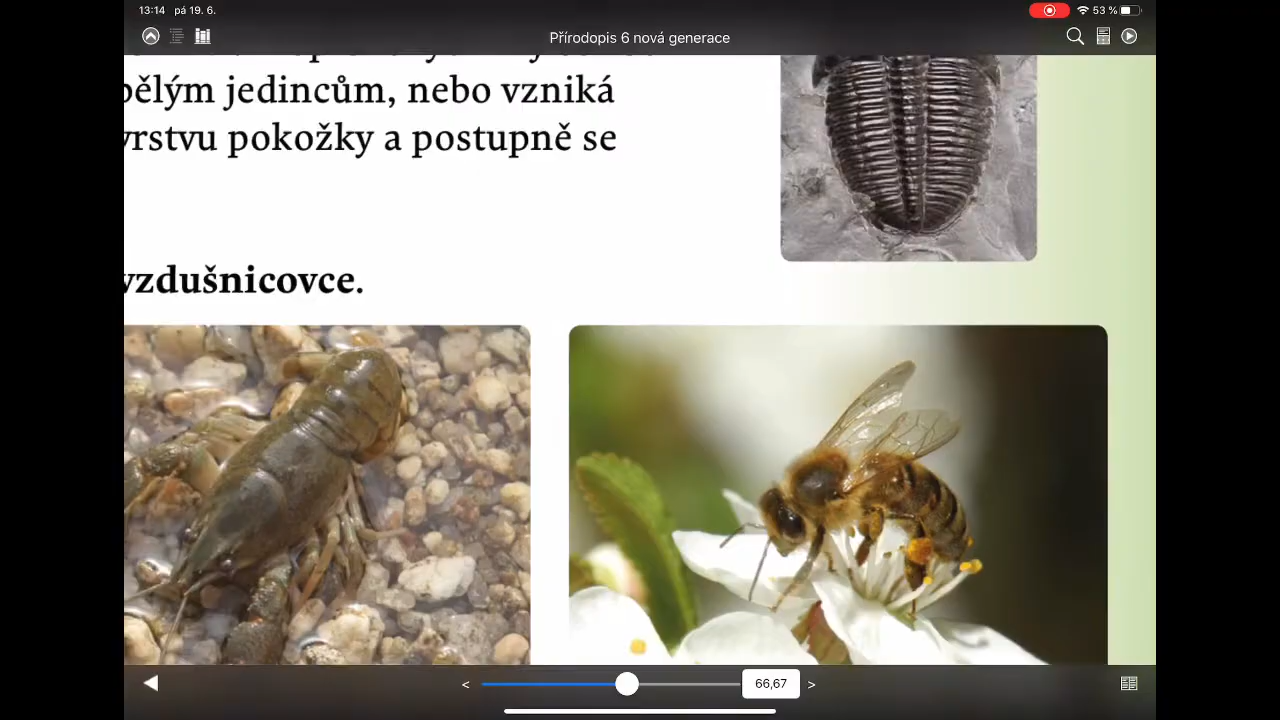 13:14 pá 19. 6.
53 %
Přírodopis 6 nová generace
bělým jedincům, nebo vzniká
vrstvu pokožky a postupně se
vzdušnicovce.
< 66,67 >